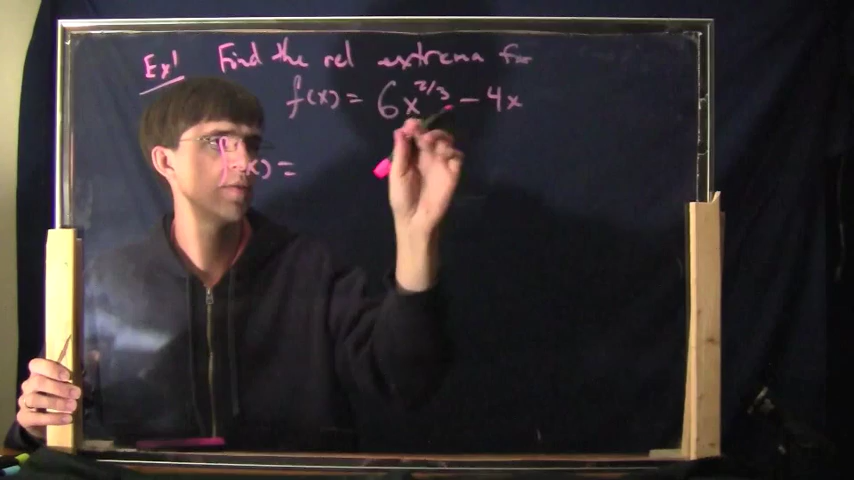 Ex| Find the rel extrema for
f(x) = 6x^{2/3} - 4x
f'(x) =